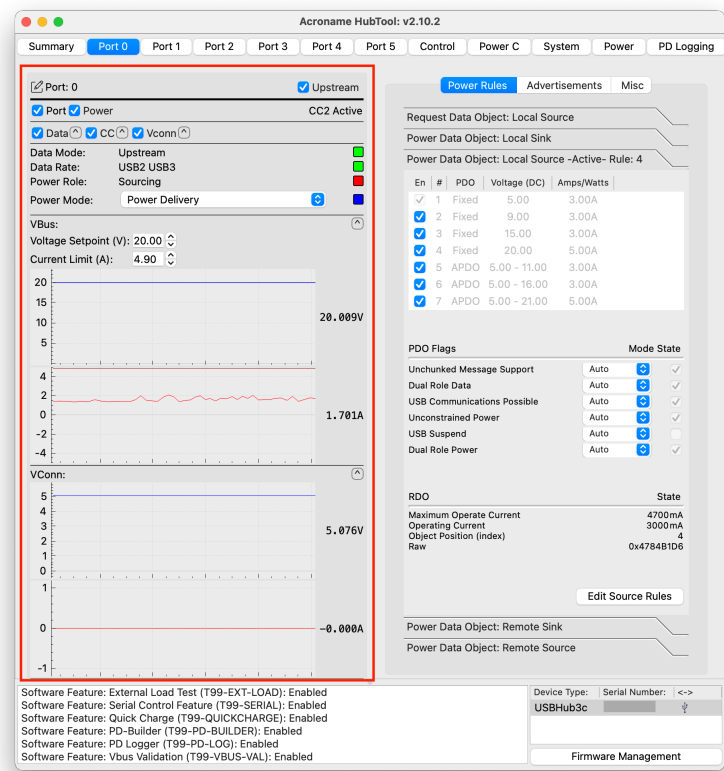 Acroname HubTool: v2.10.2
Summary Port 0 Port 1 Port 2 Port 3 Port 4 Port 5 Control Power C System Power PD Logging
Port: 0 Upstream
Port Power CC2 Active
Data CC Vconn
Data Mode: Upstream
Data Rate: USB2 USB3
Power Role: Sourcing
Power Mode: Power Delivery
VBus:
Voltage Setpoint (V): 20.00
Current Limit (A): 4.90
20
15
10
5
20.009V
4
2
0
-2
-4
1.701A
VConn:
5
4
3
2
1
0
5.076V
1
0
-1
-0.000A
Power Rules Advertisements Misc
Request Data Object: Local Source
Power Data Object: Local Sink
Power Data Object: Local Source -Active- Rule: 4
En # PDO Voltage (DC) Amps/Watts
1 Fixed 5.00 3.00A
2 Fixed 9.00 3.00A
3 Fixed 15.00 3.00A
4 Fixed 20.00 5.00A
5 APDO 5.00 - 11.00 3.00A
6 APDO 5.00 - 16.00 3.00A
7 APDO 5.00 - 21.00 5.00A
PDO Flags Mode State
Unchunked Message Support Auto
Dual Role Data Auto
USB Communications Possible Auto
Unconstrained Power Auto
USB Suspend Auto
Dual Role Power Auto
RDO State
Maximum Operate Current 4700mA
Operating Current 3000mA
Object Position (index) 4
Raw 0x4784B1D6
Edit Source Rules
Power Data Object: Remote Sink
Power Data Object: Remote Source
Software Feature: External Load Test (T99-EXT-LOAD): Enabled
Software Feature: Serial Control Feature (T99-SERIAL): Enabled
Software Feature: Quick Charge (T99-QUICKCHARGE): Enabled
Software Feature: PD-Builder (T99-PD-BUILDER): Enabled
Software Feature: PD Logger (T99-PD-LOG): Enabled
Software Feature: Vbus Validation (T99-VBUS-VAL): Enabled
Device Type: Serial Number: <->
USBHub3c
Firmware Management